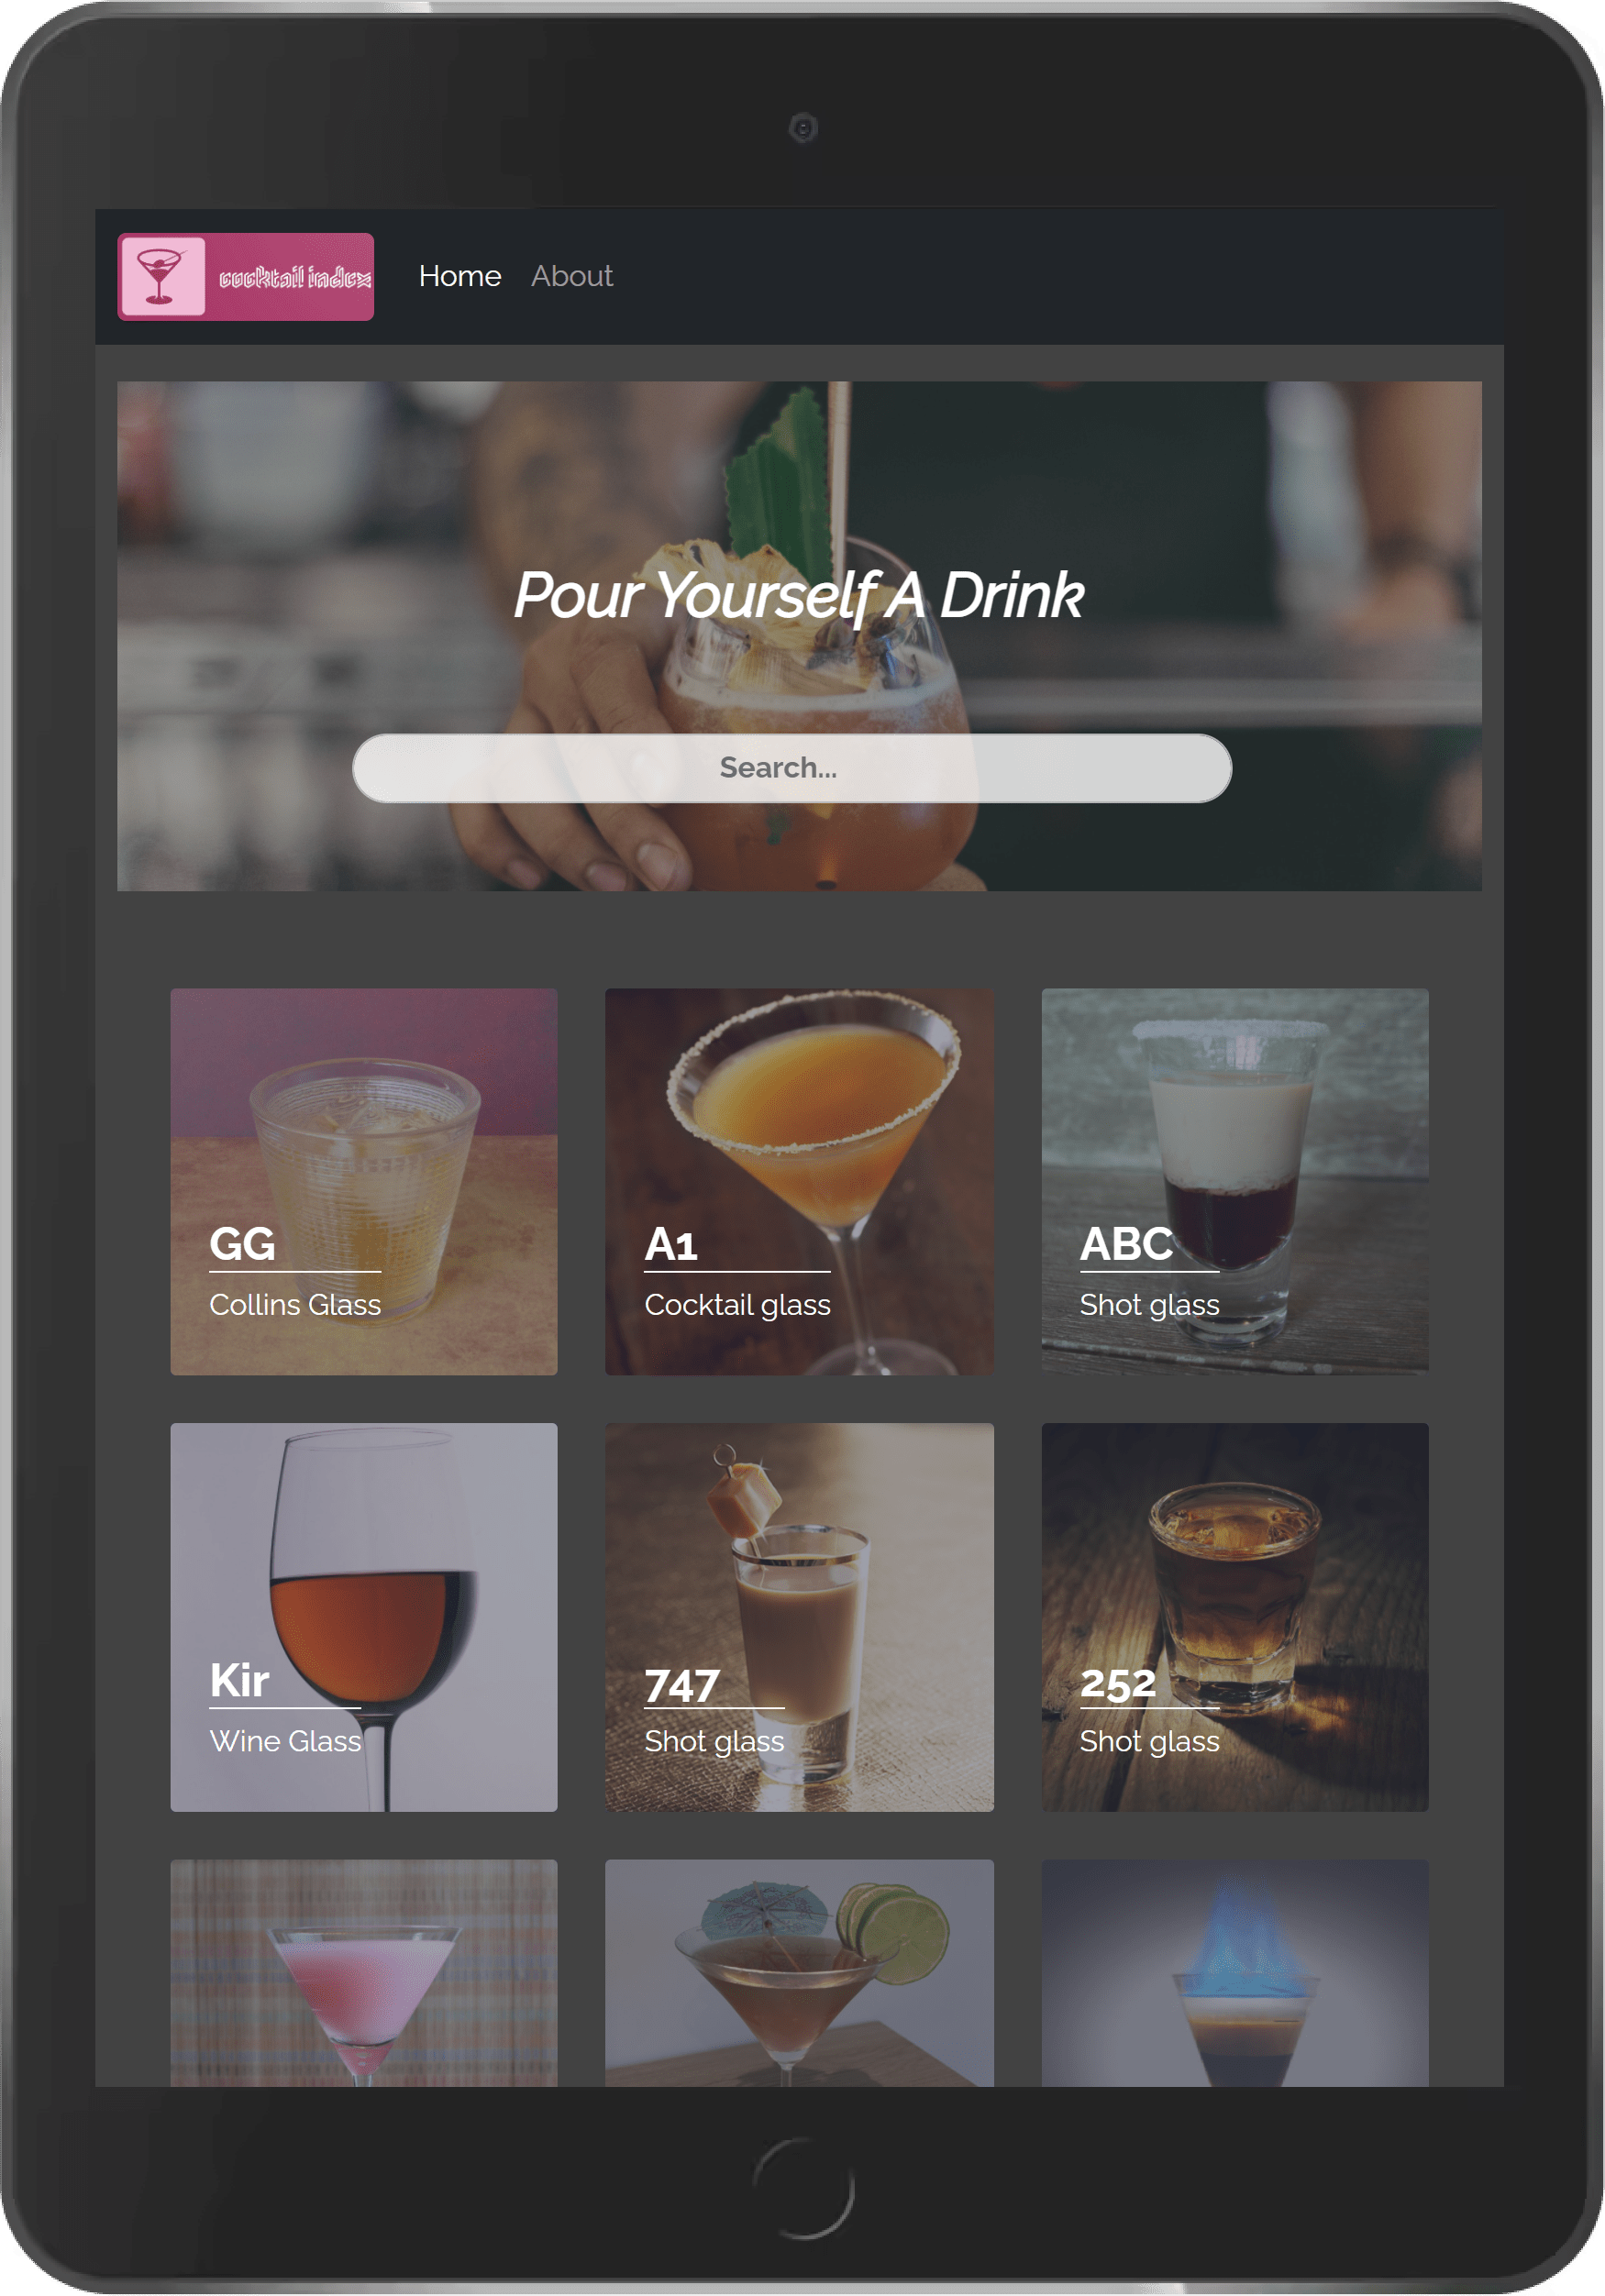 cocktail index
Home About
Pour Yourself A Drink
Search...
GG
Collins Glass
A1
Cocktail glass
ABC
Shot glass
Kir
Wine Glass
747
Shot glass
252
Shot glass